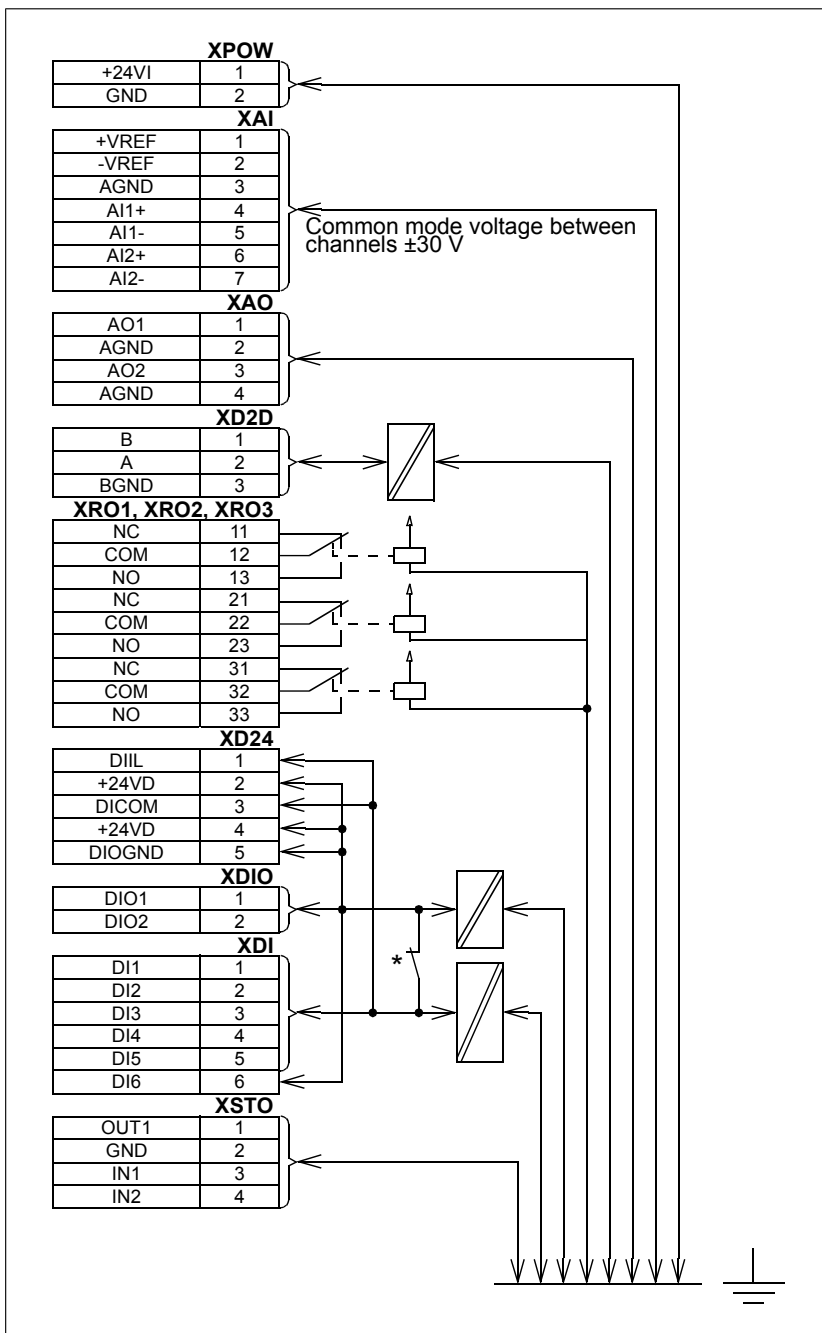 XPOW
+24VI 1
GND 2
XAI
+VREF 1
-VREF 2
AGND 3
AI1+ 4
AI1- 5
AI2+ 6
AI2- 7
Common mode voltage between
channels ±30 V
XAO
AO1 1
AGND 2
AO2 3
AGND 4
XD2D
B 1
A 2
BGND 3
XRO1, XRO2, XRO3
NC 11
COM 12
NO 13
NC 21
COM 22
NO 23
NC 31
COM 32
NO 33
XD24
DIIL 1
+24VD 2
DICOM 3
+24VD 4
DIOGND 5
XDIO
DIO1 1
DIO2 2
*
XDI
DI1 1
DI2 2
DI3 3
DI4 4
DI5 5
DI6 6
XSTO
OUT1 1
GND 2
IN1 3
IN2 4